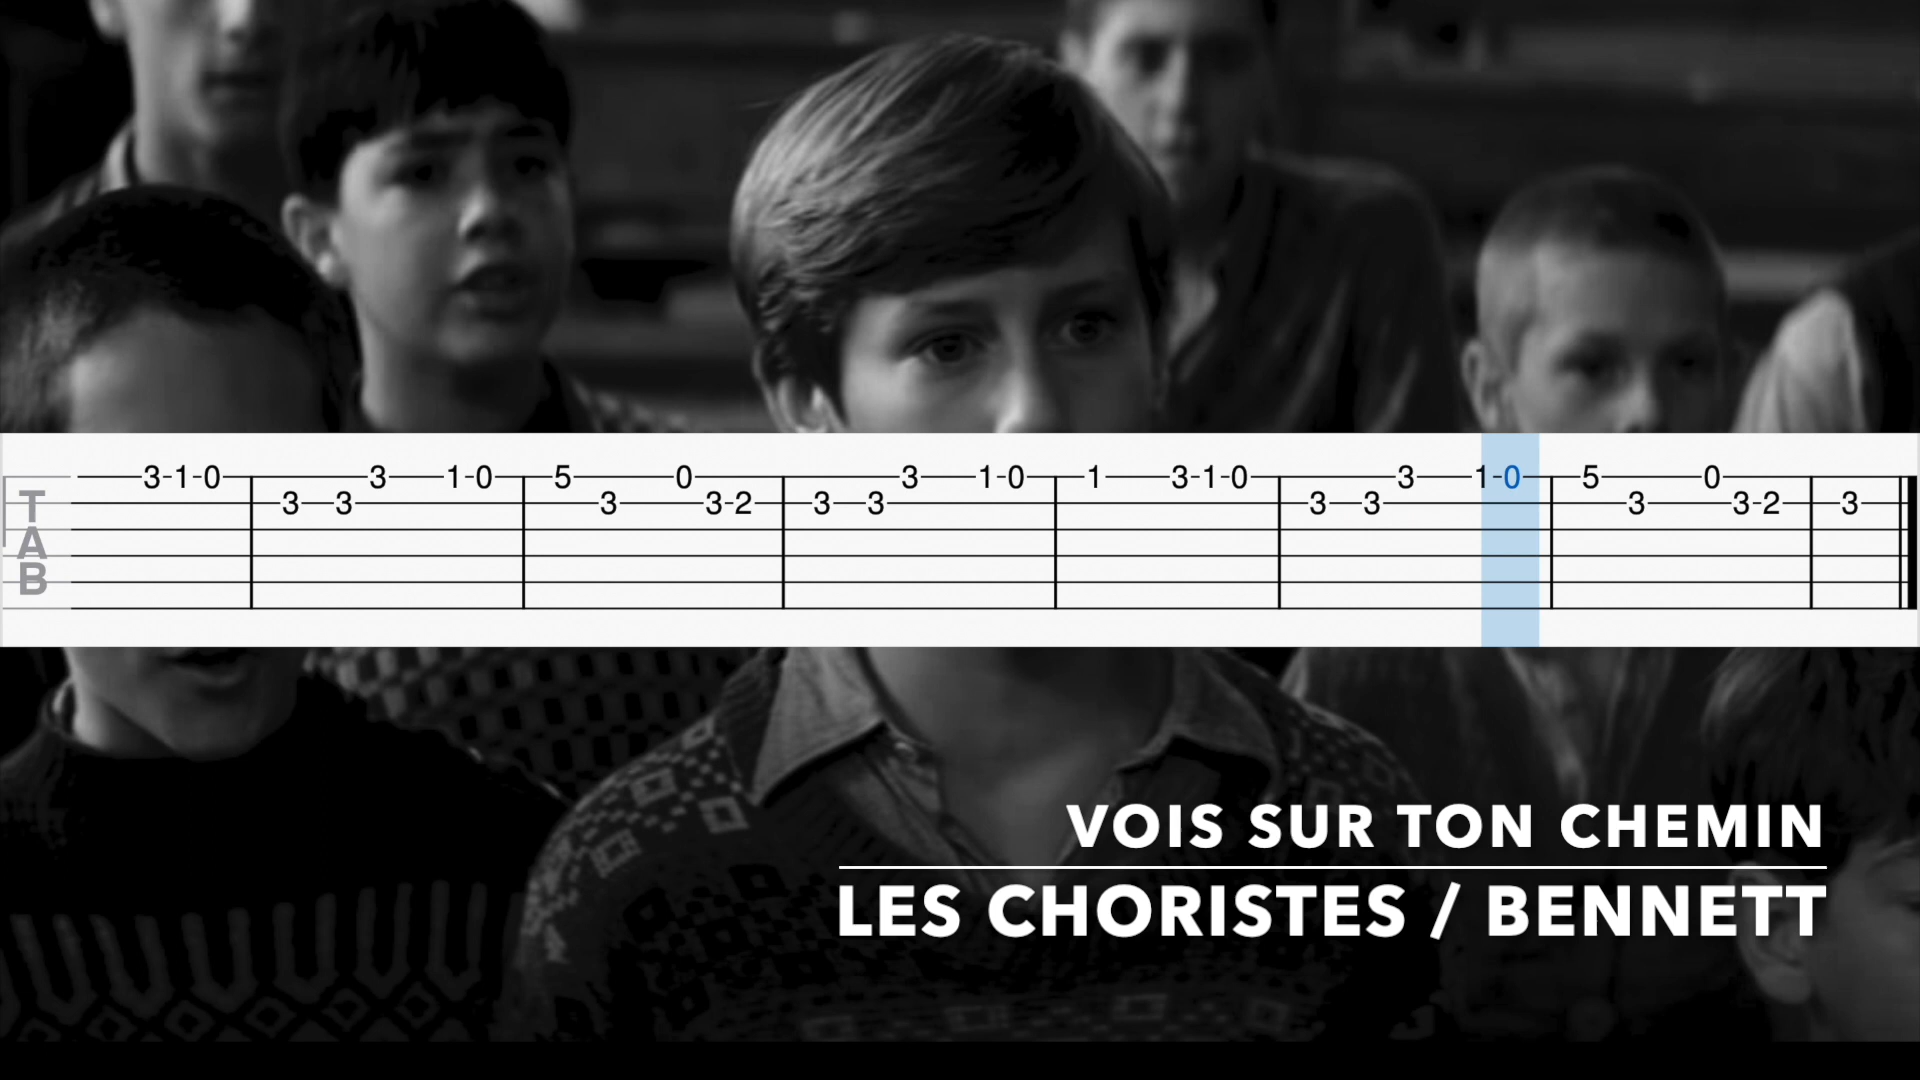 3-1-0 3 1-0 5 0 3 1-0 1 3-1-0 3 1-0 5 0
3 3 3 3-2 3 3 3 3 3 3-2 3
T
A
B
VOIS SUR TON CHEMIN
LES CHORISTES / BENNETT